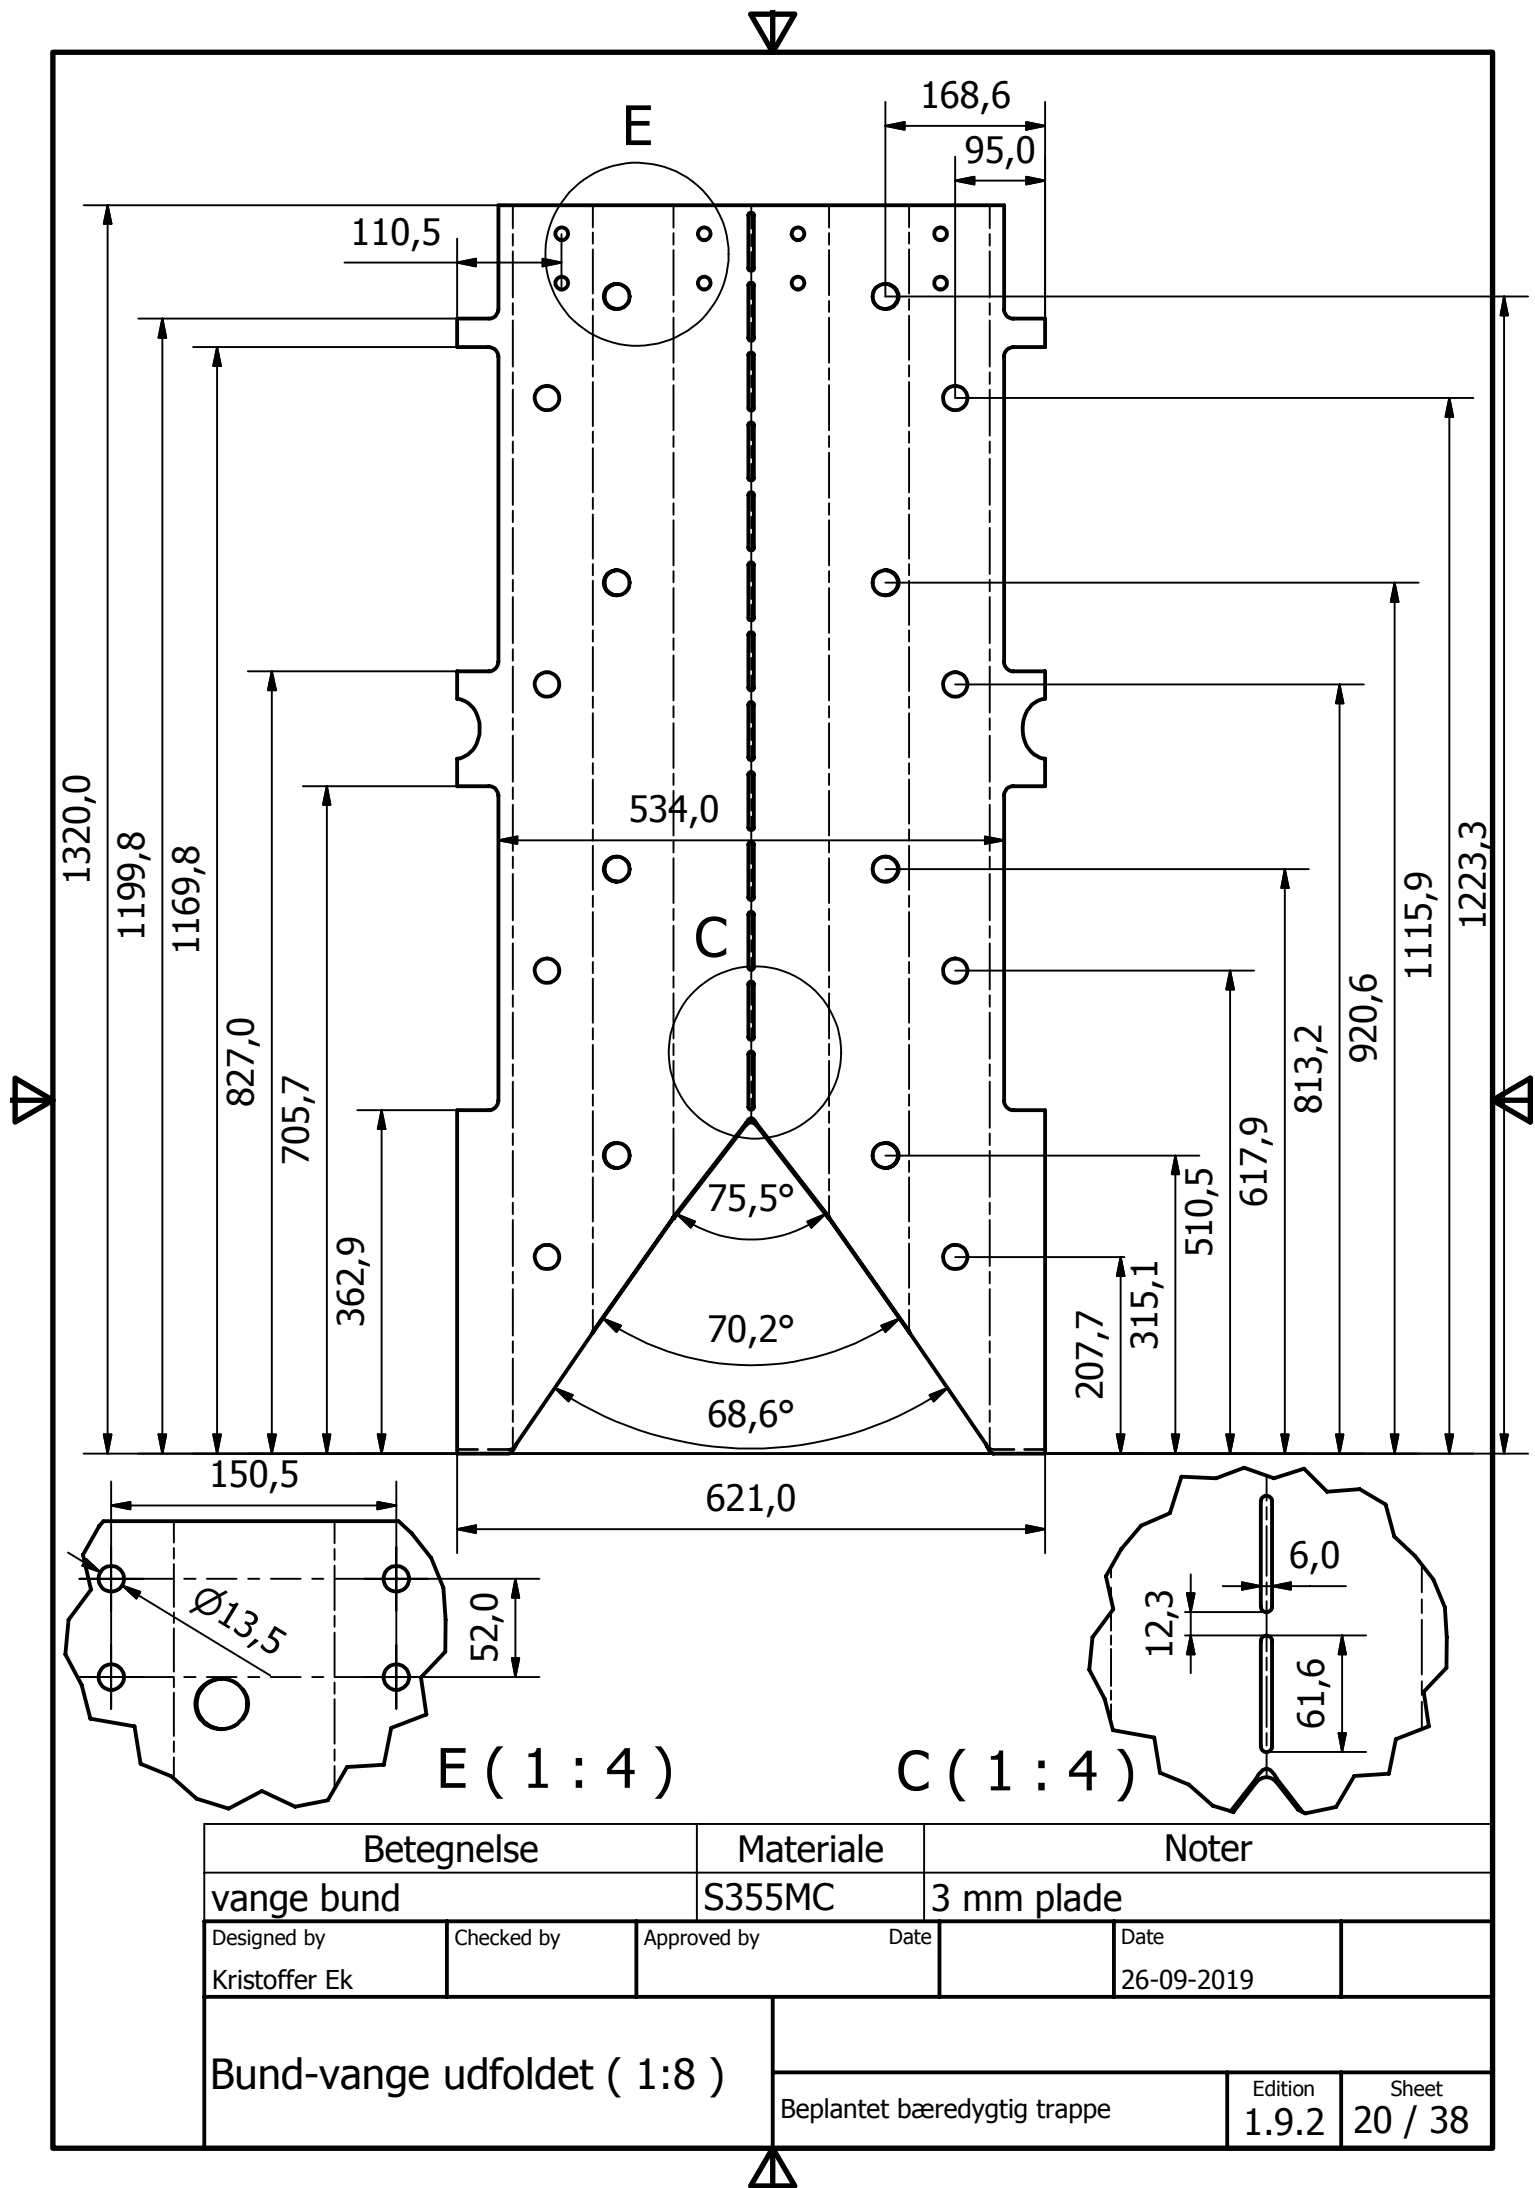 168,6
E
95,0
110,5
534,0
1320,0
1199,8
1169,8
827,0
705,7
362,9
C
1223,3
1115,9
920,6
813,2
617,9
510,5
315,1
207,7
75,5°
70,2°
68,6°
621,0
150,5
Ø13,5
52,0
E ( 1 : 4 )
6,0
12,3
61,6
C ( 1 : 4 )
Betegnelse Materiale Noter
vange bund S355MC 3 mm plade
Designed by Checked by Approved by Date Date
Kristoffer Ek 26-09-2019
Bund-vange udfoldet ( 1:8 )
Beplantet bæredygtig trappe
Edition
1.9.2
Sheet
20 / 38